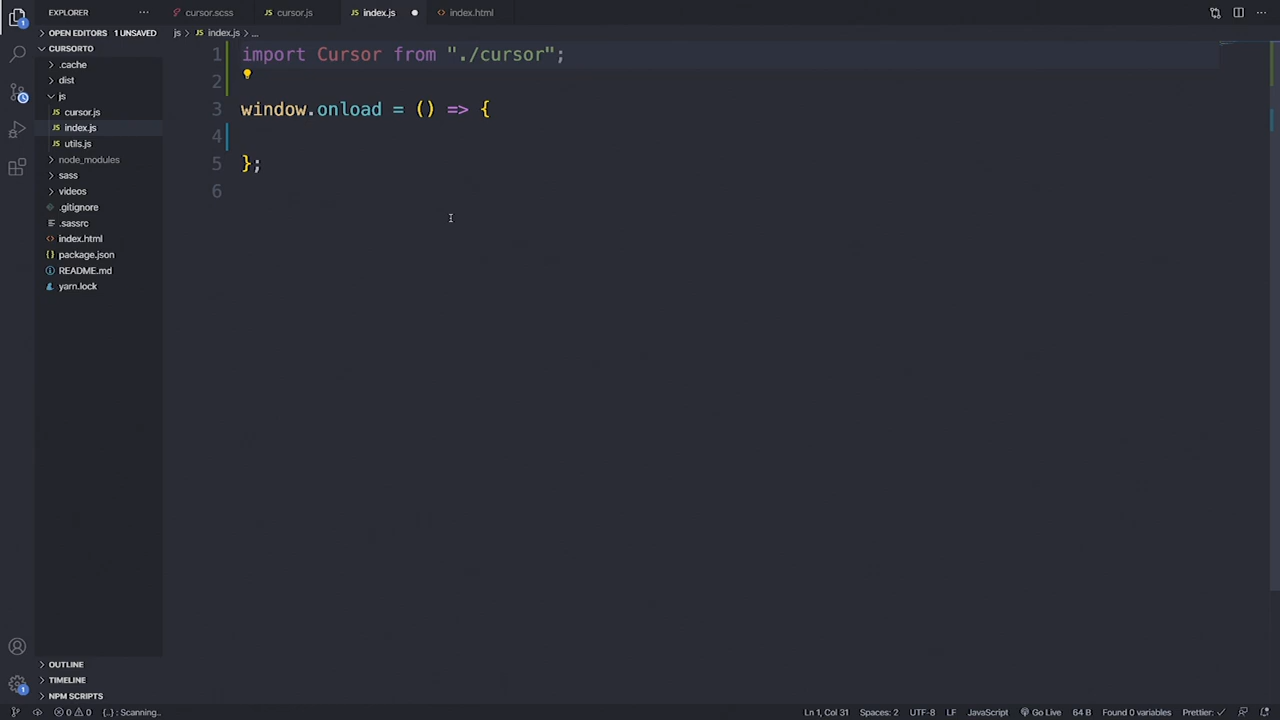 EXPLORER
cursor.scss
cursor.js
index.js
index.html
OPEN EDITORS 1 UNSAVED
js > index.js > ...
CURSORTO
.cache
dist
js
cursor.js
index.js
utils.js
node_modules
sass
videos
.gitignore
.sassrc
index.html
package.json
README.md
yarn.lock
1 import Cursor from "./cursor";
2
3 window.onload = () => {
4
5 };
6
OUTLINE
TIMELINE
NPM SCRIPTS
0 0 {..} : Scanning..
Ln 1, Col 31 Spaces: 2 UTF-8 LF JavaScript Go Live 64 B Found 0 variables Prettier: ✓